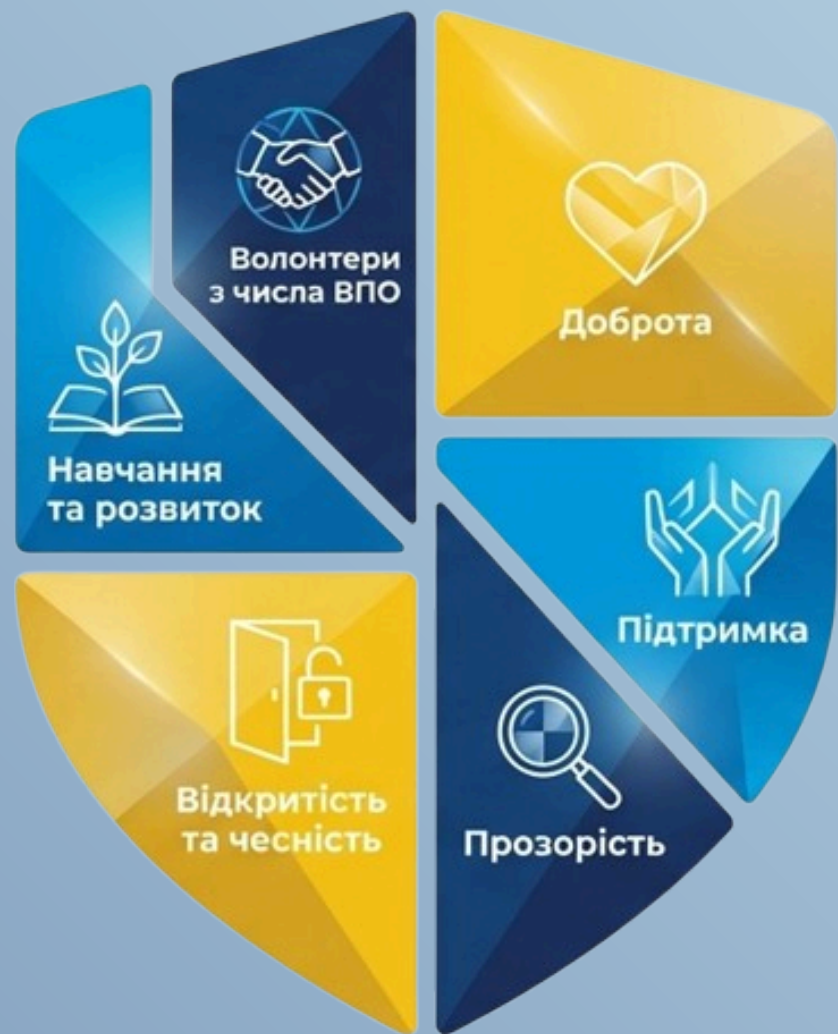 Волонтери
з числа ВПО
Доброта
Навчання
та розвиток
Підтримка
Відкритість
та чесність
Прозорість